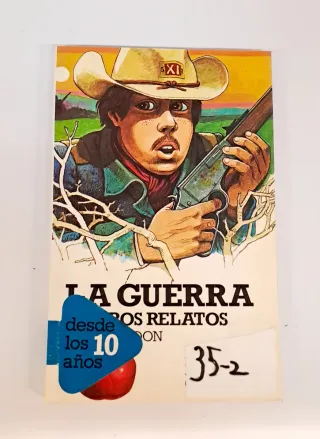 XI
LA GUERRA
ROS RELATOS
DON
desde
los 10
años
35-2